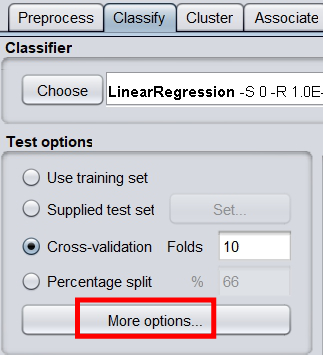 Preprocess Classify Cluster Associate
Classifier
Choose LinearRegression -S 0 -R 1.0E-
Test options
Use training set
Supplied test set Set...
Cross-validation Folds 10
Percentage split % 66
More options...